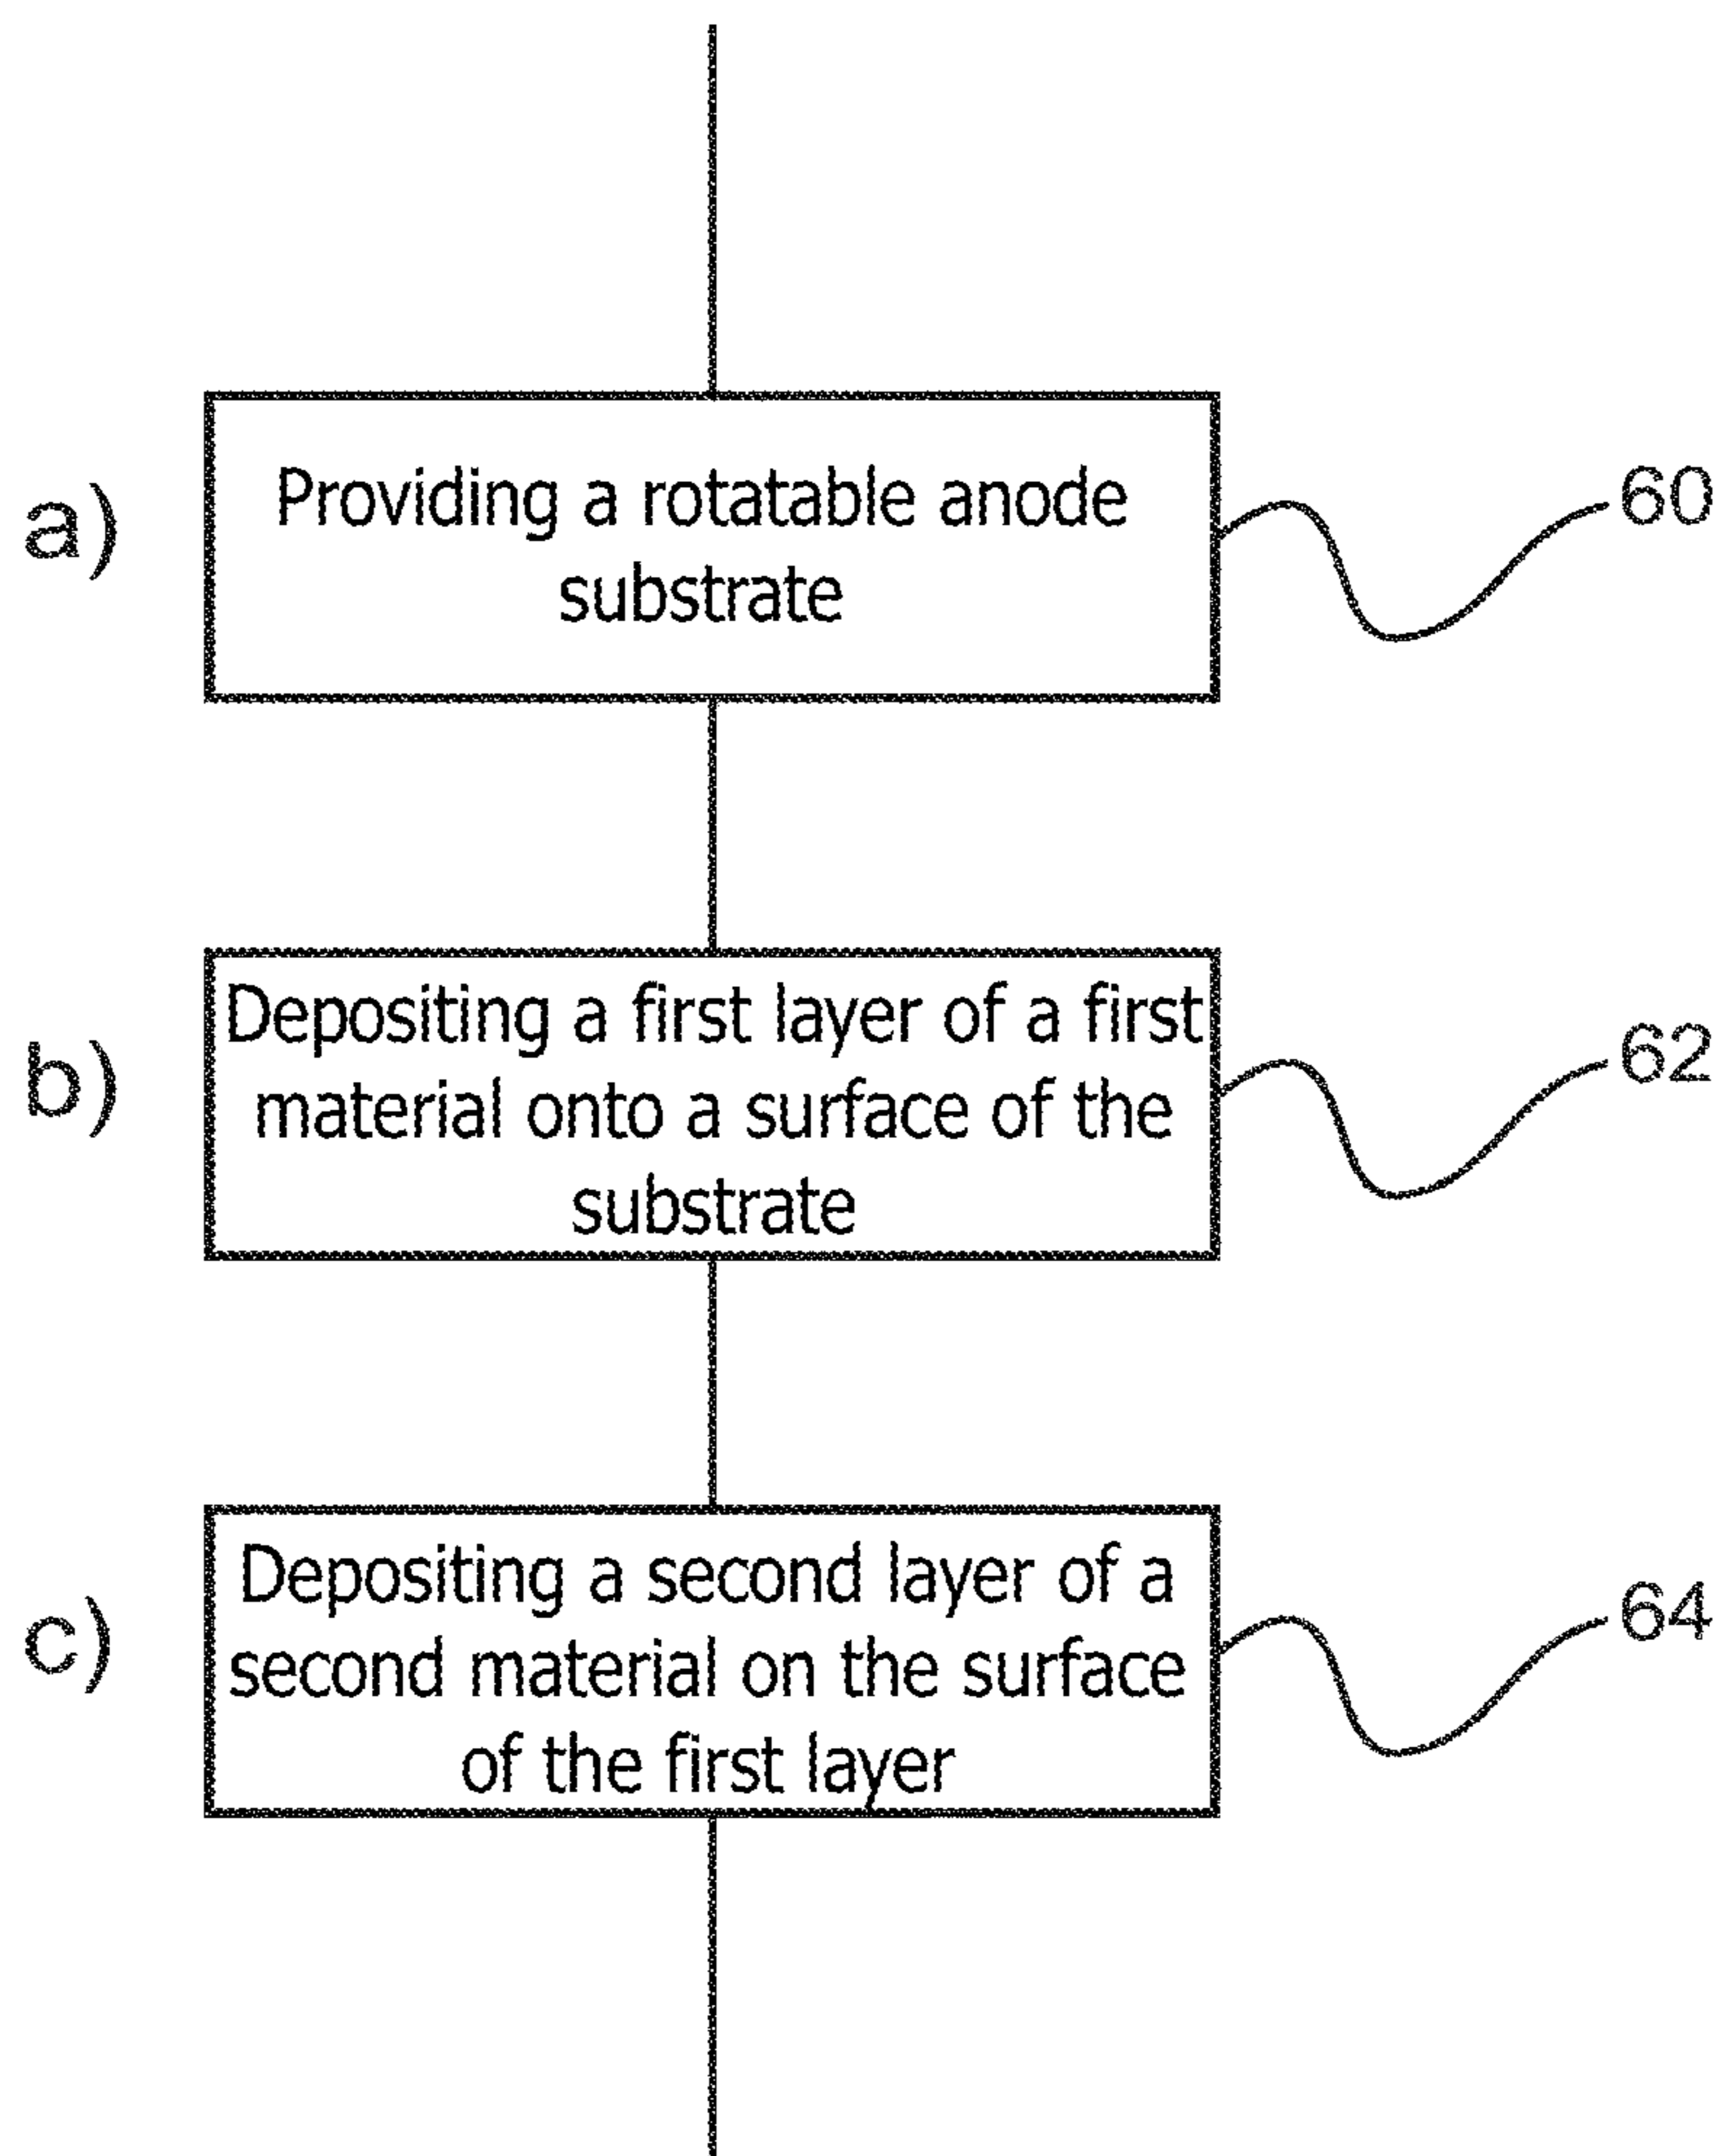 a)
Providing a rotatable anode
substrate
60
b)
Depositing a first layer of a first
material onto a surface of the
substrate
62
c)
Depositing a second layer of a
second material on the surface
of the first layer
64